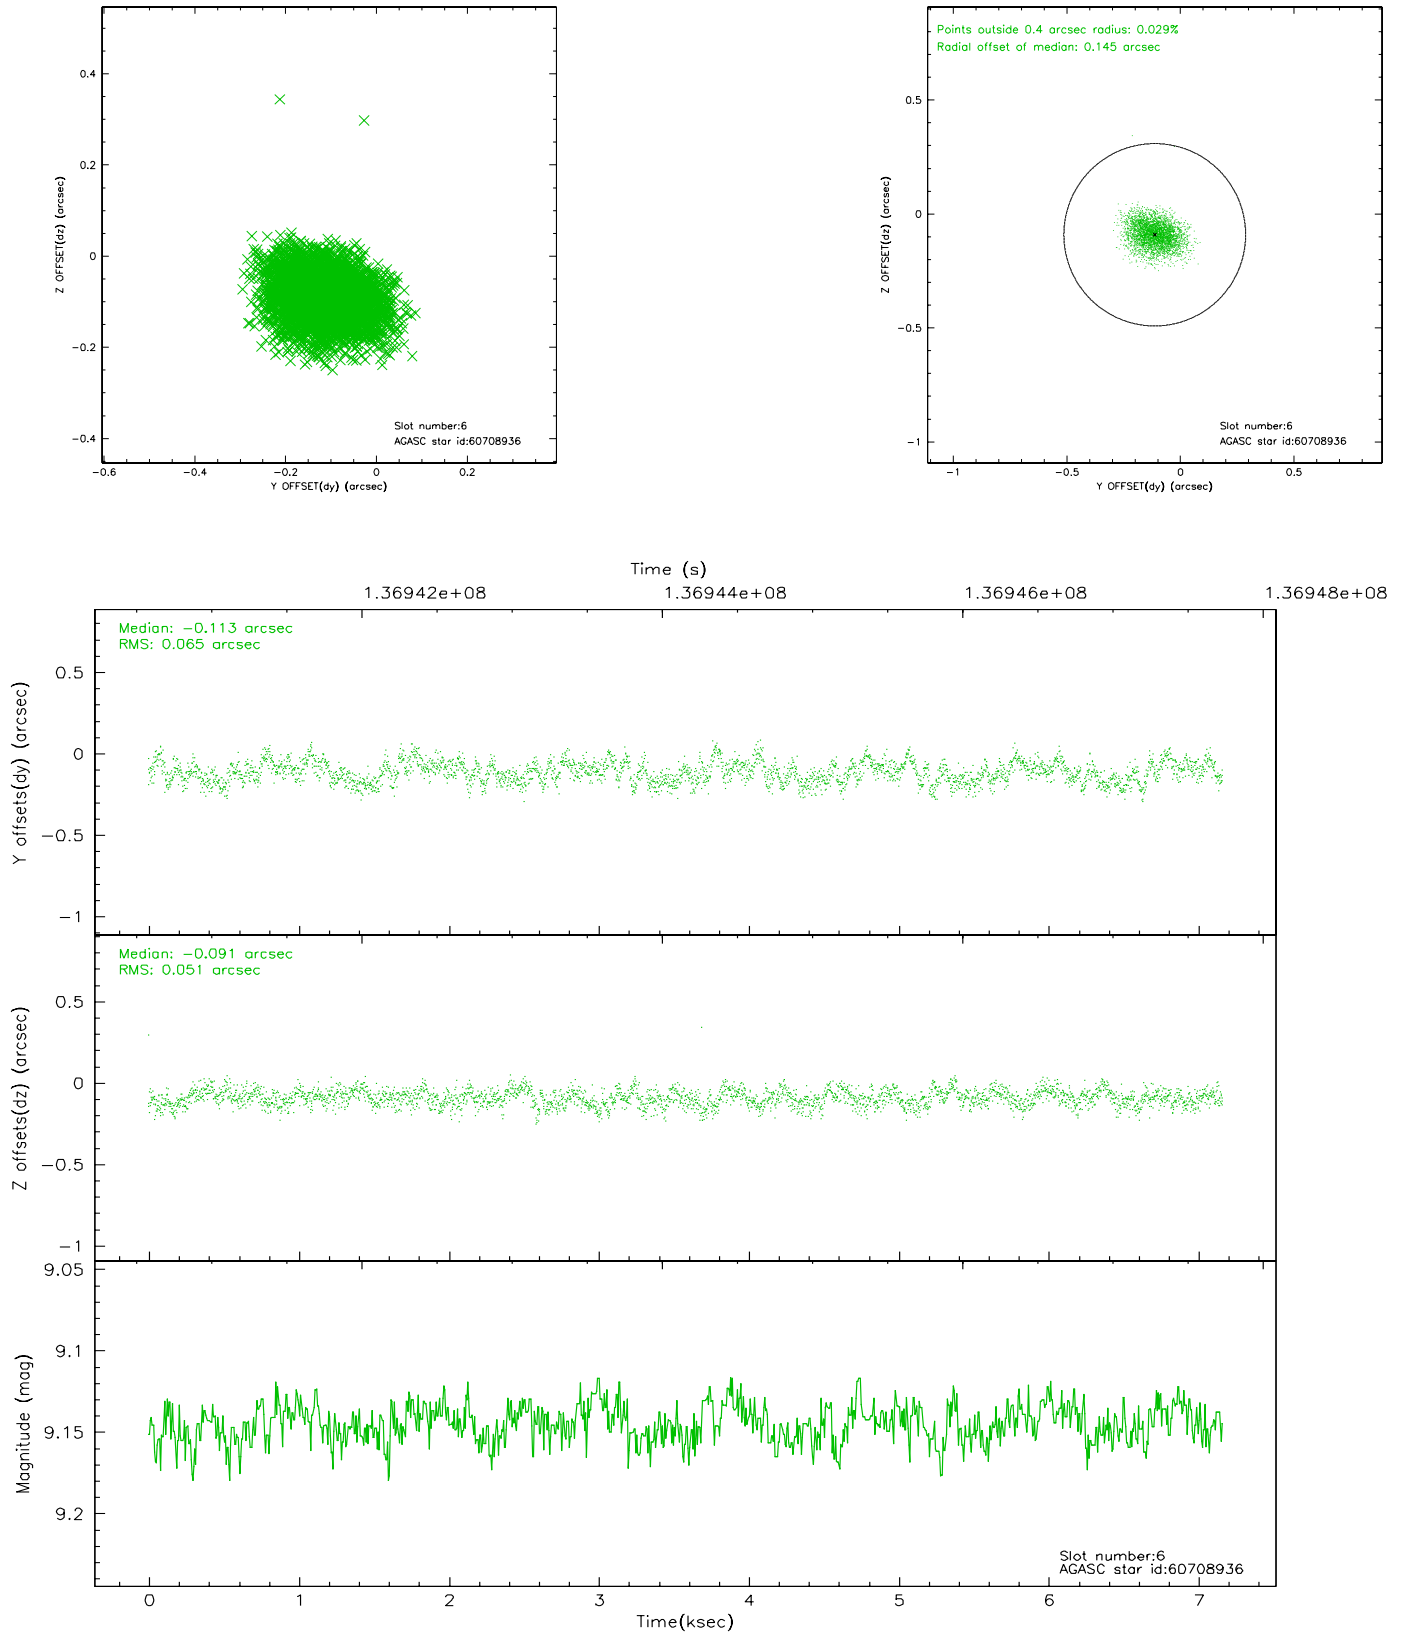 0.4
0.2
0
−0.2
−0.4
Z OFFSET(dz) (arcsec)
−0.6
−0.4
−0.2
0
0.2
Y OFFSET(dy) (arcsec)
Slot number:6
AGASC star id:60708936
Points outside 0.4 arcsec radius: 0.029%
Radial offset of median: 0.145 arcsec
0.5
0
−0.5
−1
Z OFFSET(dz) (arcsec)
−1
−0.5
0
0.5
Y OFFSET(dy) (arcsec)
Slot number:6
AGASC star id:60708936
Time (s)
1.36942e+08
1.36944e+08
1.36946e+08
1.36948e+08
Median: −0.113 arcsec
RMS: 0.065 arcsec
0.5
0
−0.5
−1
Y offsets(dy) (arcsec)
Median: −0.091 arcsec
RMS: 0.051 arcsec
0.5
0
−0.5
−1
Z offsets(dz) (arcsec)
9.05
9.1
9.15
9.2
Magnitude (mag)
Slot number:6
AGASC star id:60708936
0
1
2
3
4
5
6
7
Time(ksec)